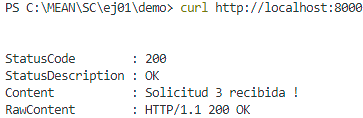 PS C:\MEAN\SC\ej01\demo> curl http://localhost:8000
StatusCode        : 200
StatusDescription : OK
Content           : Solicitud 3 recibida !
RawContent        : HTTP/1.1 200 OK